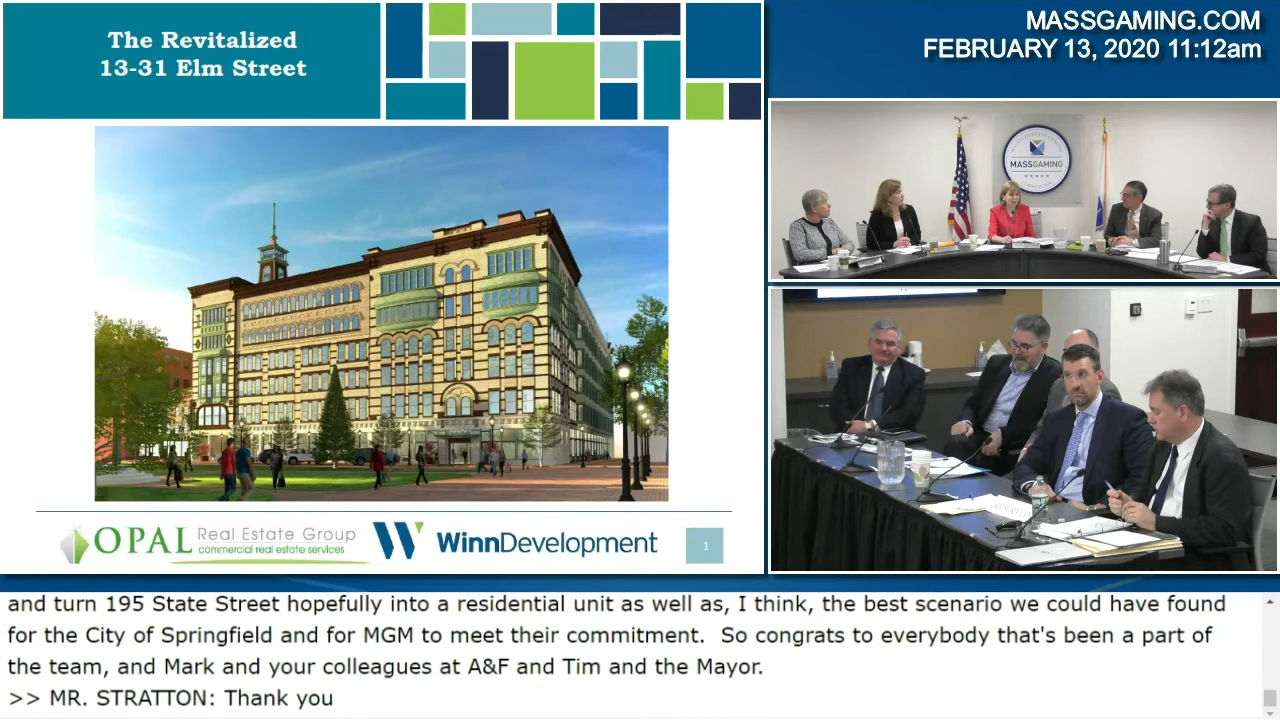 The Revitalized
13-31 Elm Street
OPAL Real Estate Group
commercial real estate services
WinnDevelopment
1
MASSGAMING.COM
FEBRUARY 13, 2020 11:12am
MASSGAMING
RESERVED
and turn 195 State Street hopefully into a residential unit as well as, I think, the best scenario we could have found
for the City of Springfield and for MGM to meet their commitment.  So congrats to everybody that's been a part of
the team, and Mark and your colleagues at A&F and Tim and the Mayor.
>> MR. STRATTON: Thank you